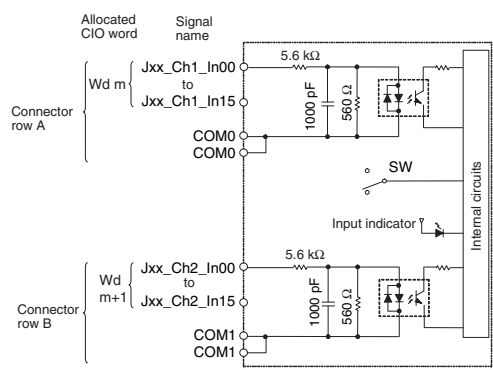 Allocated
CIO word
Signal
name
Connector
row A
Wd m
Jxx_Ch1_In00
to
Jxx_Ch1_In15
COM0
COM0
5.6 kΩ
1000 pF
560 Ω
SW
Input indicator
Internal circuits
Connector
row B
Wd
m+1
Jxx_Ch2_In00
to
Jxx_Ch2_In15
COM1
COM1
5.6 kΩ
1000 pF
560 Ω